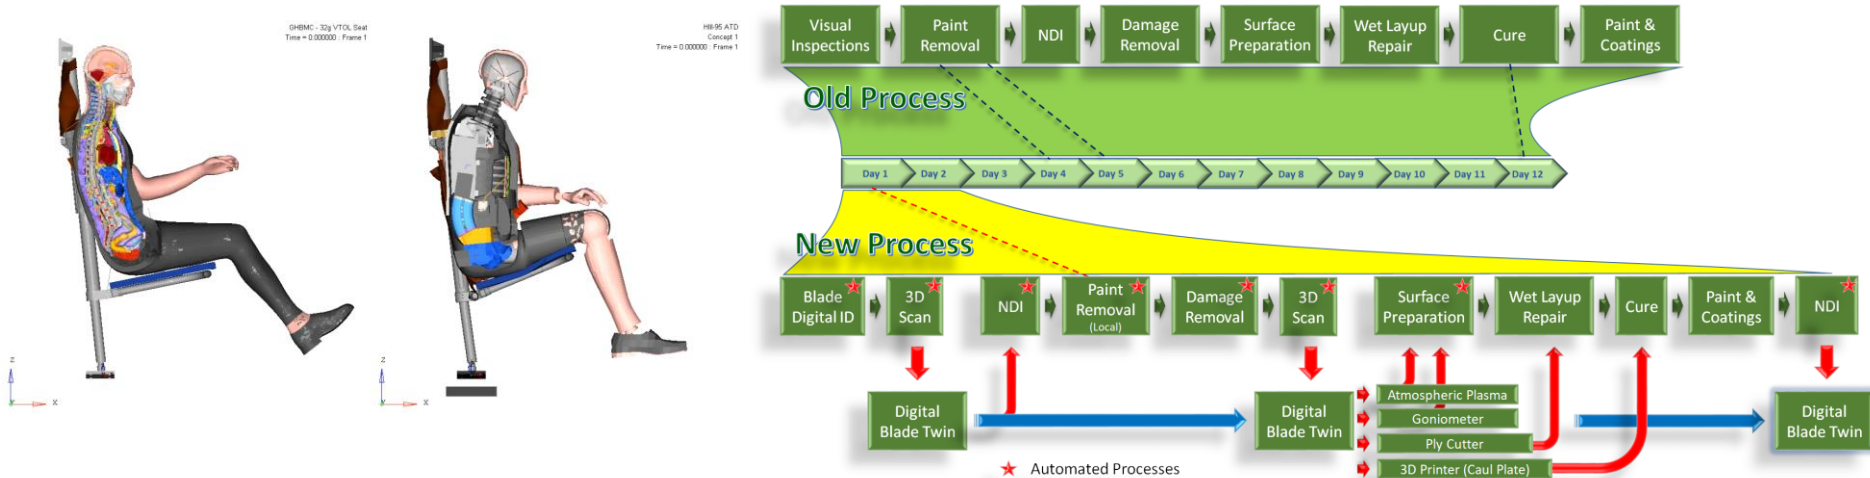 GHBMC - 32g VTOL Seat
Time = 0.000000 : Frame 1
Z
Y
X
HIII-95 ATD
Concept 1
Time = 0.000000 : Frame 1
Z
Y
X
Visual
Inspections
Paint
Removal
NDI
Damage
Removal
Surface
Preparation
Wet Layup
Repair
Cure
Paint &
Coatings
Old Process
Day 1
Day 2
Day 3
Day 4
Day 5
Day 6
Day 7
Day 8
Day 9
Day 10
Day 11
Day 12
New Process
Blade
Digital ID
3D
Scan
NDI
Paint
Removal
(Local)
Damage
Removal
3D
Scan
Surface
Preparation
Wet Layup
Repair
Cure
Paint &
Coatings
NDI
Digital
Blade Twin
Digital
Blade Twin
Atmospheric Plasma
Goniometer
Ply Cutter
3D Printer (Caul Plate)
Digital
Blade Twin
Automated Processes